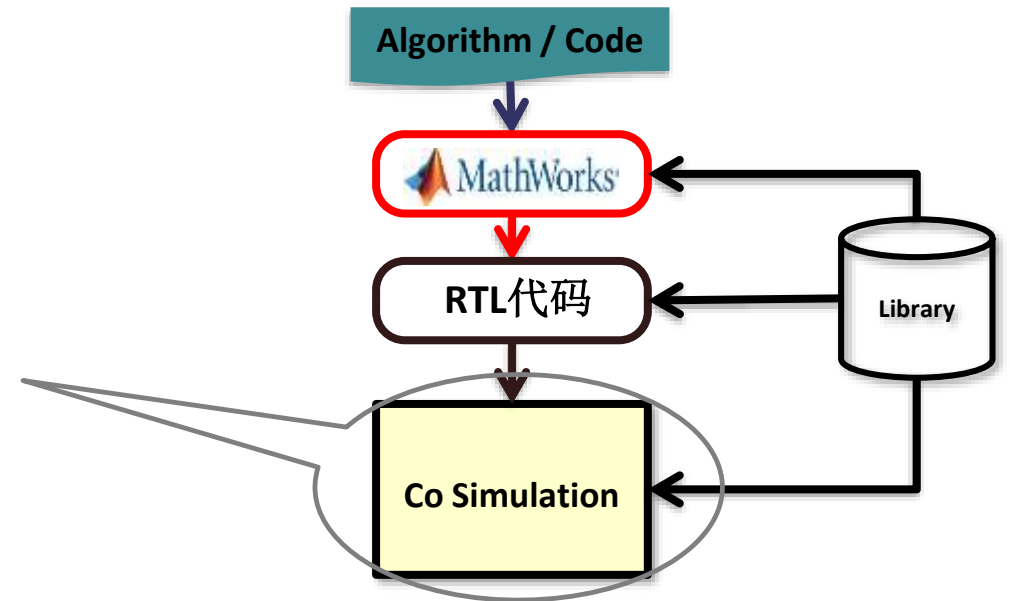 Algorithm / Code
MathWorks
RTL代码
Library
Co Simulation